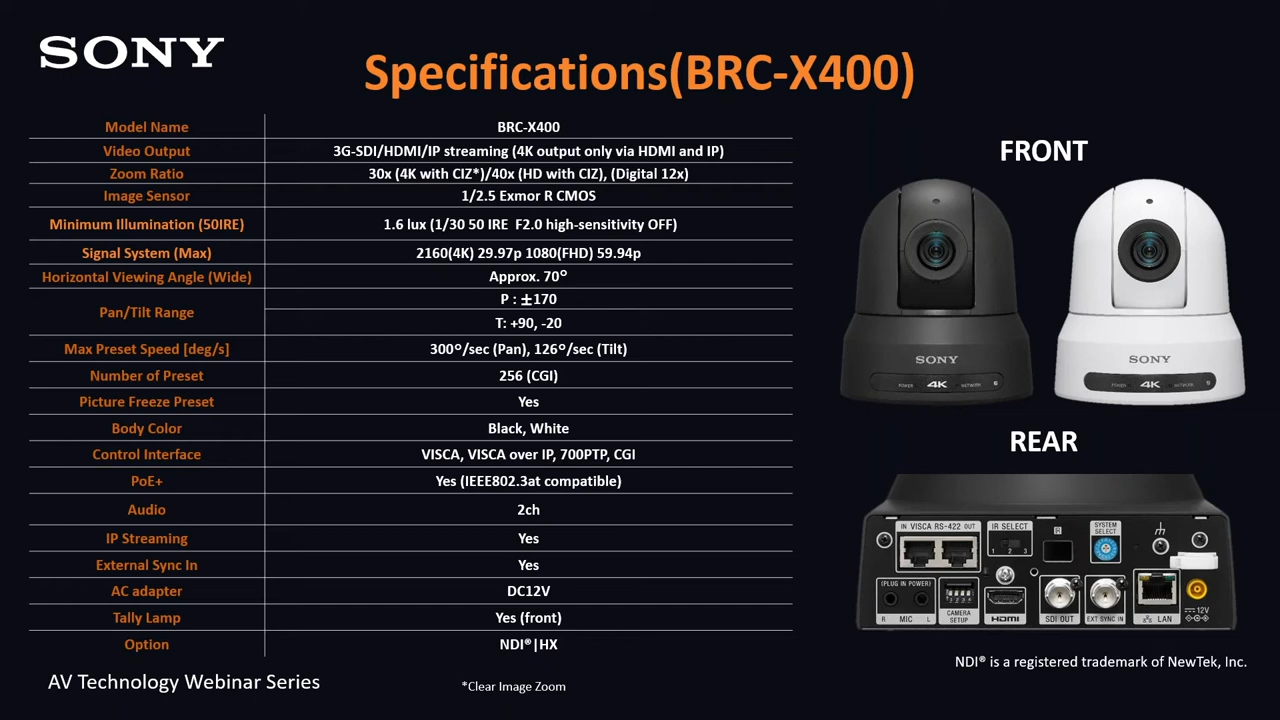 SONY
Specifications(BRC-X400)
Model Name BRC-X400
Video Output 3G-SDI/HDMI/IP streaming (4K output only via HDMI and IP)
Zoom Ratio 30x (4K with CIZ*)/40x (HD with CIZ), (Digital 12x)
Image Sensor 1/2.5 Exmor R CMOS
Minimum Illumination (50IRE) 1.6 lux (1/30 50 IRE F2.0 high-sensitivity OFF)
Signal System (Max) 2160(4K) 29.97p 1080(FHD) 59.94p
Horizontal Viewing Angle (Wide) Approx. 70°
Pan/Tilt Range P : ±170
T: +90, -20
Max Preset Speed [deg/s] 300°/sec (Pan), 126°/sec (Tilt)
Number of Preset 256 (CGI)
Picture Freeze Preset Yes
Body Color Black, White
Control Interface VISCA, VISCA over IP, 700PTP, CGI
PoE+ Yes (IEEE802.3at compatible)
Audio 2ch
IP Streaming Yes
External Sync In Yes
AC adapter DC12V
Tally Lamp Yes (front)
Option NDI®|HX
AV Technology Webinar Series
*Clear Image Zoom
FRONT
SONY
POWER 4K NETWORK
SONY
POWER 4K NETWORK
REAR
IN VISCA RS-422 OUT
IR SELECT
1 2 3
R
SYSTEM SELECT
(PLUG IN POWER)
R MIC L
CAMERA SETUP
HDMI
SDI OUT
EXT SYNC IN
LAN
12V
NDI® is a registered trademark of NewTek, Inc.